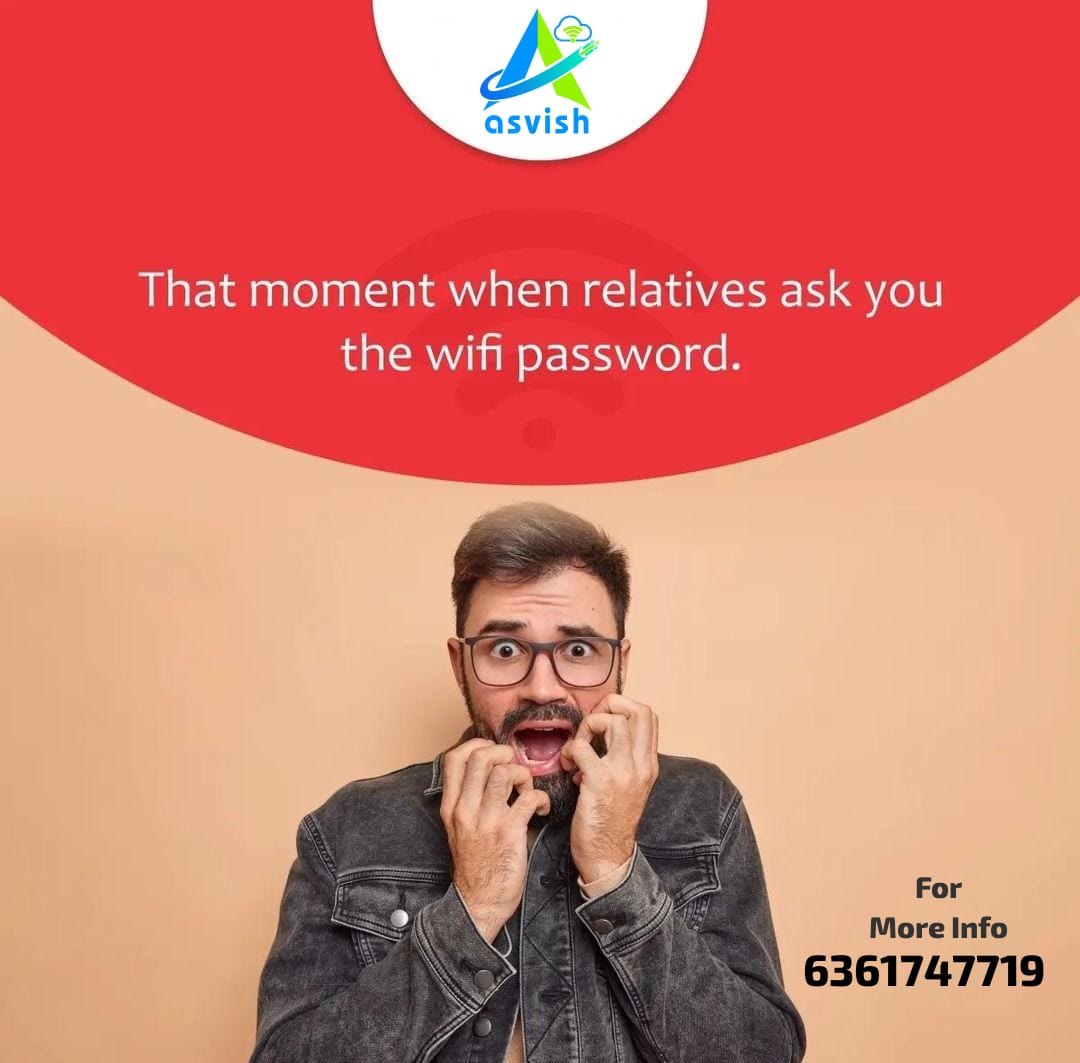 asvish
That moment when relatives ask you
the wifi password.
For
More Info
6361747719